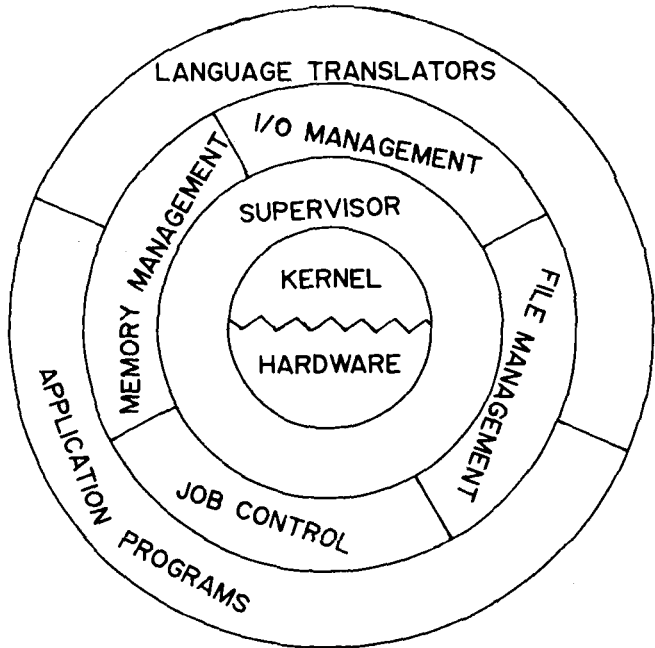 LANGUAGE TRANSLATORS
I/O MANAGEMENT
MEMORY MANAGEMENT
SUPERVISOR
KERNEL
HARDWARE
FILE MANAGEMENT
JOB CONTROL
APPLICATION PROGRAMS